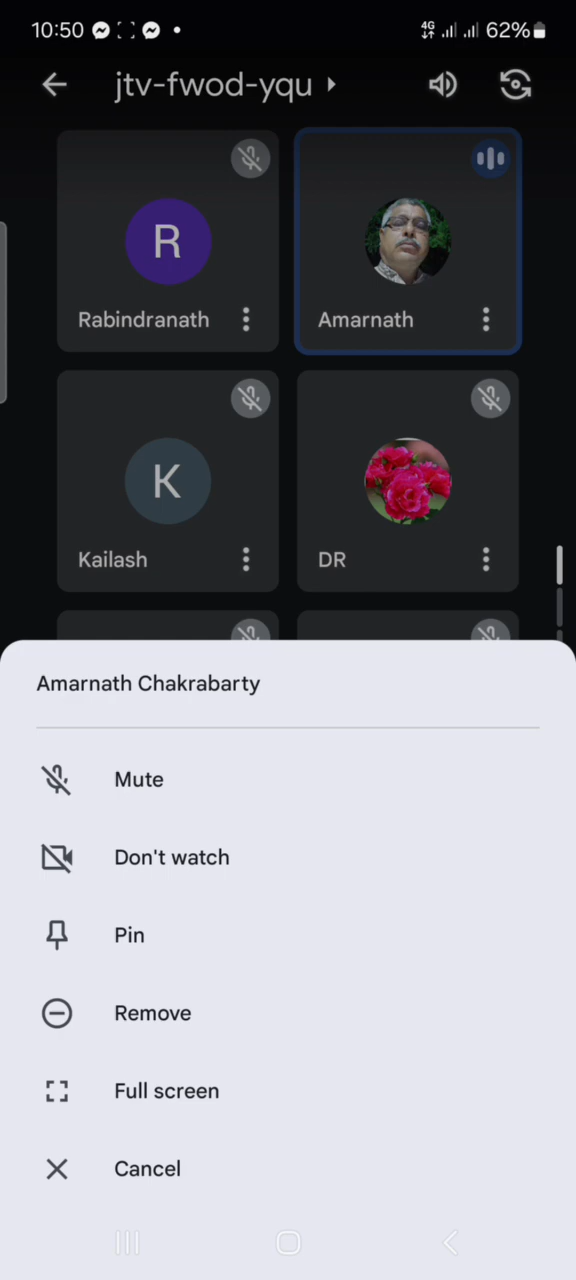 10:50 4G 62%
jtv-fwod-yqu
R
Rabindranath
Amarnath
K
Kailash
DR
Amarnath Chakrabarty
Mute
Don't watch
Pin
Remove
Full screen
Cancel